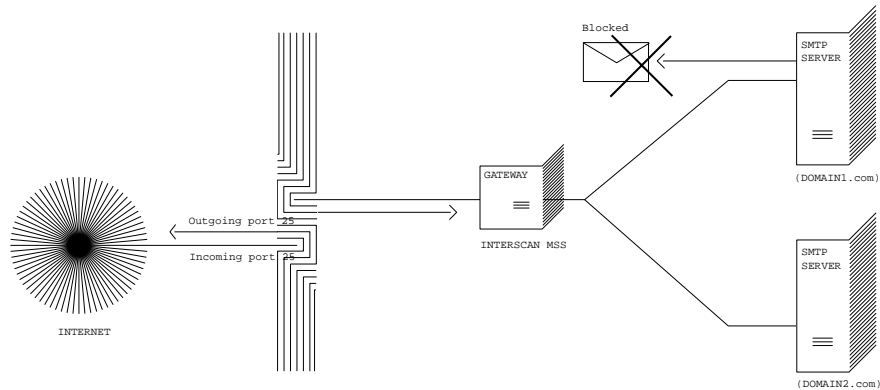 Blocked
SMTP
SERVER
(DOMAIN1.com)
GATEWAY
INTERSCAN MSS
Outgoing port 25
Incoming port 25
INTERNET
SMTP
SERVER
(DOMAIN2.com)